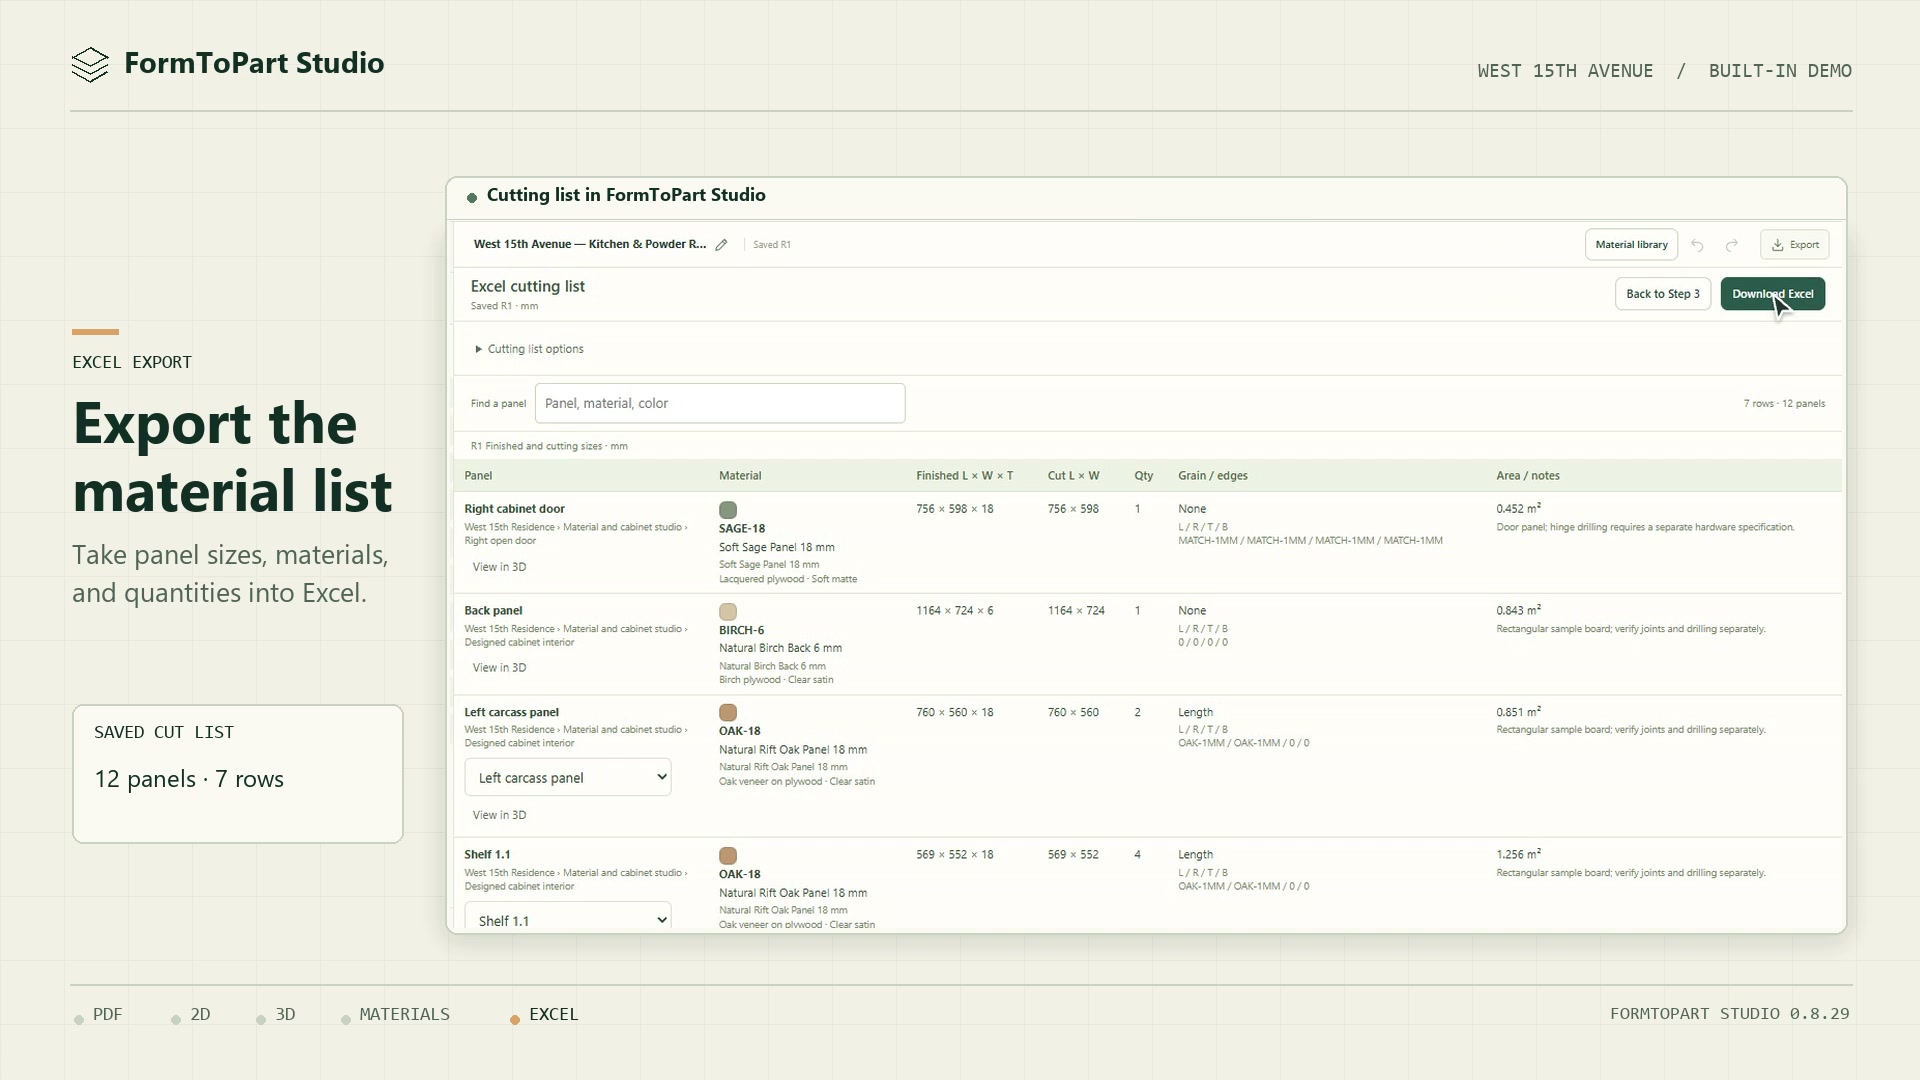 FormToPart Studio
WEST 15TH AVENUE / BUILT-IN DEMO
EXCEL EXPORT
Export the
material list
Take panel sizes, materials,
and quantities into Excel.
SAVED CUT LIST
12 panels · 7 rows
Cutting list in FormToPart Studio
West 15th Avenue — Kitchen & Powder R...
Saved R1
Material library
Export
Excel cutting list
Saved R1 · mm
Back to Step 3
Download Excel
Cutting list options
Find a panel
Panel, material, color
7 rows · 12 panels
R1 Finished and cutting sizes · mm
Panel Material Finished L × W × T Cut L × W Qty Grain / edges Area / notes
Right cabinet door
West 15th Residence › Material and cabinet studio ›
Right open door
View in 3D
SAGE-18
Soft Sage Panel 18 mm
Soft Sage Panel 18 mm
Lacquered plywood · Soft matte
756 × 598 × 18
756 × 598
1
None
L / R / T / B
MATCH-1MM / MATCH-1MM / MATCH-1MM / MATCH-1MM
0.452 m²
Door panel; hinge drilling requires a separate hardware specification.
Back panel
West 15th Residence › Material and cabinet studio ›
Designed cabinet interior
View in 3D
BIRCH-6
Natural Birch Back 6 mm
Natural Birch Back 6 mm
Birch plywood · Clear satin
1164 × 724 × 6
1164 × 724
1
None
L / R / T / B
0 / 0 / 0 / 0
0.843 m²
Rectangular sample board; verify joints and drilling separately.
Left carcass panel
West 15th Residence › Material and cabinet studio ›
Designed cabinet interior
Left carcass panel
View in 3D
OAK-18
Natural Rift Oak Panel 18 mm
Natural Rift Oak Panel 18 mm
Oak veneer on plywood · Clear satin
760 × 560 × 18
760 × 560
2
Length
L / R / T / B
OAK-1MM / OAK-1MM / 0 / 0
0.851 m²
Rectangular sample board; verify joints and drilling separately.
Shelf 1.1
West 15th Residence › Material and cabinet studio ›
Designed cabinet interior
Shelf 1.1
OAK-18
Natural Rift Oak Panel 18 mm
Natural Rift Oak Panel 18 mm
Oak veneer on plywood · Clear satin
569 × 552 × 18
569 × 552
4
Length
L / R / T / B
OAK-1MM / OAK-1MM / 0 / 0
1.256 m²
Rectangular sample board; verify joints and drilling separately.
PDF 2D 3D MATERIALS EXCEL
FORMTOPART STUDIO 0.8.29